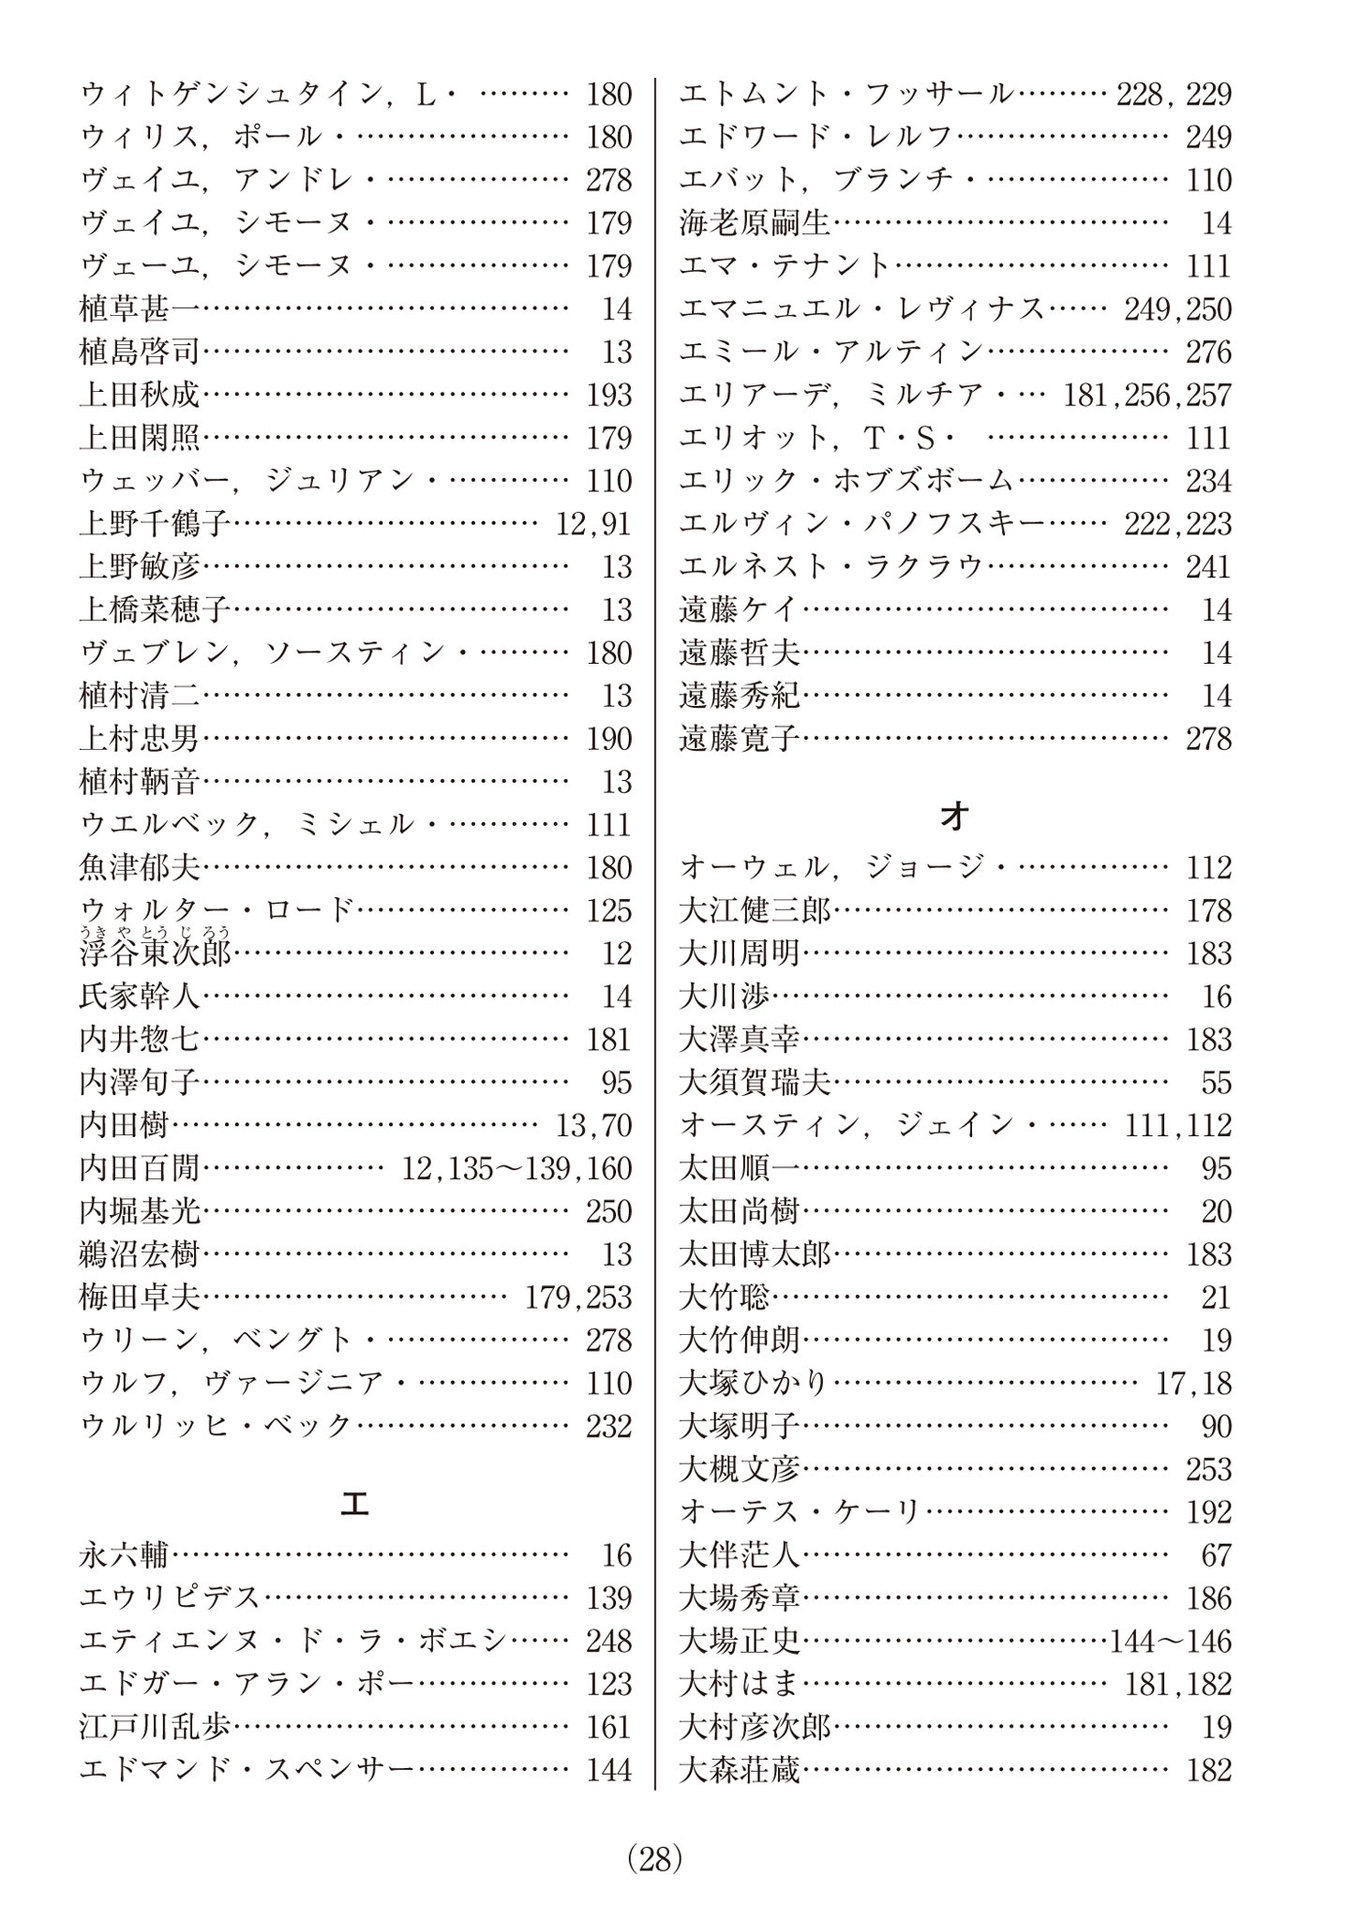 ウィトゲンシュタイン，L・ ……… 180
ウィリス，ポール・………………… 180
ヴェイユ，アンドレ・……………… 278
ヴェイユ，シモーヌ・……………… 179
ヴェーユ，シモーヌ・……………… 179
植草甚一……………………………… 14
植島啓司……………………………… 13
上田秋成……………………………… 193
上田閑照……………………………… 179
ウェッバー，ジュリアン・………… 110
上野千鶴子………………………… 12,91
上野敏彦……………………………… 13
上橋菜穂子…………………………… 13
ヴェブレン，ソースティン・……… 180
植村清二……………………………… 13
上村忠男……………………………… 190
植村鞆音……………………………… 13
ウエルベック，ミシェル・………… 111
魚津郁夫……………………………… 180
ウォルター・ロード………………… 125
うき や とう じ ろう
浮谷東次郎…………………………… 12
氏家幹人……………………………… 14
内井惣七……………………………… 181
内澤旬子……………………………… 95
内田樹……………………………… 13,70
内田百閒……………… 12,135〜139,160
内堀基光……………………………… 250
鵜沼宏樹……………………………… 13
梅田卓夫………………………… 179,253
ウリーン，ベングト・……………… 278
ウルフ，ヴァージニア・…………… 110
ウルリッヒ・ベック………………… 232
エ
永六輔………………………………… 16
エウリピデス………………………… 139
エティエンヌ・ド・ラ・ボエシ…… 248
エドガー・アラン・ポー…………… 123
江戸川乱歩…………………………… 161
エドマンド・スペンサー…………… 144
エトムント・フッサール……… 228, 229
エドワード・レルフ………………… 249
エバット，ブランチ・……………… 110
海老原嗣生…………………………… 14
エマ・テナント……………………… 111
エマニュエル・レヴィナス…… 249,250
エミール・アルティン……………… 276
エリアーデ，ミルチア・… 181,256,257
エリオット，T・S・ ……………… 111
エリック・ホブズボーム…………… 234
エルヴィン・パノフスキー…… 222,223
エルネスト・ラクラウ……………… 241
遠藤ケイ……………………………… 14
遠藤哲夫……………………………… 14
遠藤秀紀……………………………… 14
遠藤寛子……………………………… 278
オ
オーウェル，ジョージ・…………… 112
大江健三郎…………………………… 178
大川周明……………………………… 183
大川渉………………………………… 16
大澤真幸……………………………… 183
大須賀瑞夫…………………………… 55
オースティン，ジェイン・…… 111,112
太田順一……………………………… 95
太田尚樹……………………………… 20
太田博太郎…………………………… 183
大竹聡………………………………… 21
大竹伸朗……………………………… 19
大塚ひかり………………………… 17,18
大塚明子……………………………… 90
大槻文彦……………………………… 253
オーテス・ケーリ…………………… 192
大伴茫人……………………………… 67
大場秀章……………………………… 186
大場正史…………………………144〜146
大村はま………………………… 181,182
大村彦次郎…………………………… 19
大森荘蔵……………………………… 182
（28）